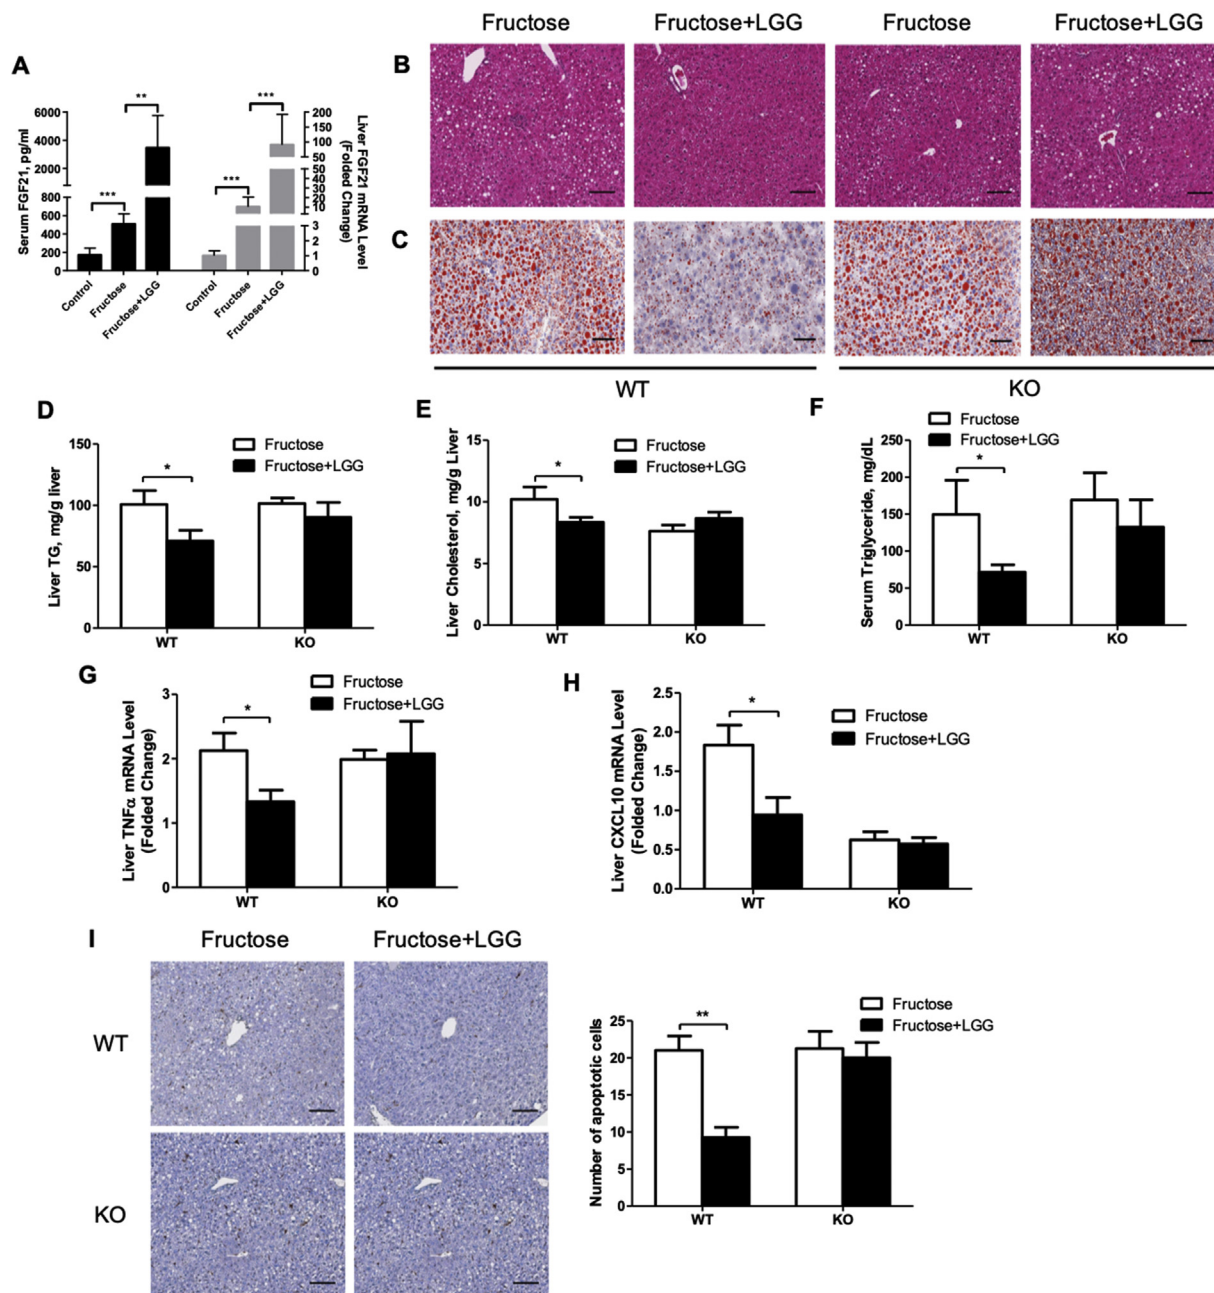 Fructose Fructose+LGG Fructose Fructose+LGG
A
Serum FGF21, pg/ml
6000
4000
2000
800
600
400
200
0
***
**
***
***
200
150
100
50
50
40
30
20
10
3
2
1
0
Liver FGF21 mRNA Level
(Folded Change)
Control
Fructose
Fructose+LGG
Control
Fructose
Fructose+LGG
B
C
WT
KO
D
Fructose
Fructose+LGG
Liver TG, mg/g liver
150
100
50
0
*
WT KO
E
Fructose
Fructose+LGG
Liver Cholesterol, mg/g Liver
15
10
5
0
*
WT KO
F
Fructose
Fructose+LGG
Serum Triglyceride, mg/dL
250
200
150
100
50
0
*
WT KO
G
Fructose
Fructose+LGG
Liver TNFα mRNA Level
(Folded Change)
3
2
1
0
*
WT KO
H
Fructose
Fructose+LGG
Liver CXCL10 mRNA Level
(Folded Change)
2.5
2.0
1.5
1.0
0.5
0.0
*
WT KO
I
Fructose Fructose+LGG
WT
KO
Fructose
Fructose+LGG
Number of apoptotic cells
25
20
15
10
5
0
**
WT KO